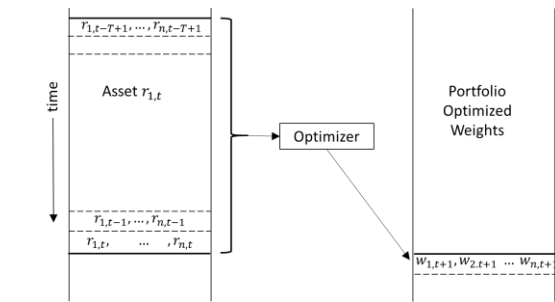 r₁,ₜ₋T₊₁, …, rₙ,ₜ₋T₊₁
Asset r₁,ₜ
time
r₁,ₜ₋₁, …, rₙ,ₜ₋₁
r₁,ₜ, … , rₙ,ₜ
Optimizer
Portfolio
Optimized
Weights
w₁,ₜ₊₁, w₂.ₜ₊₁ … wₙ,ₜ₊₁